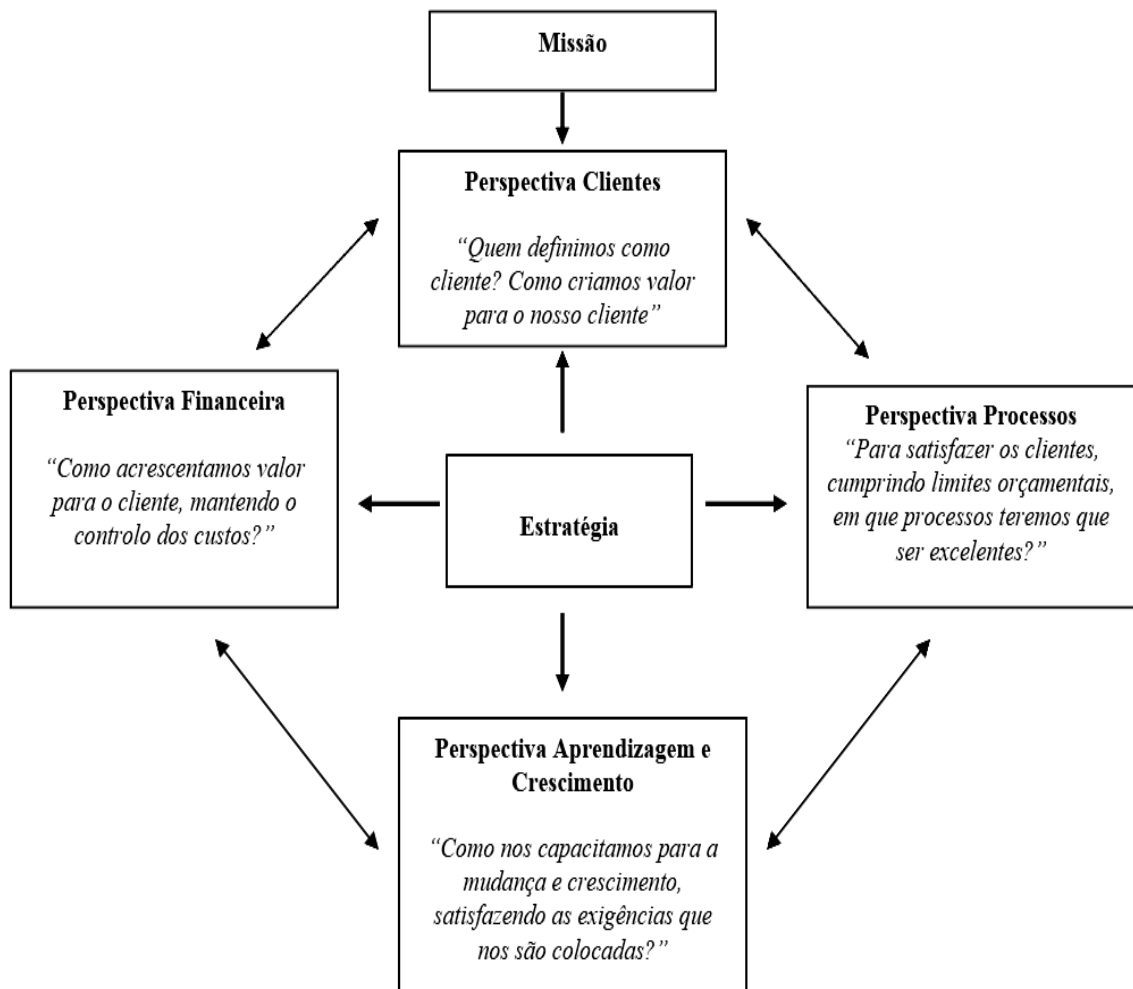 Missão
Perspectiva Clientes
“Quem definimos como
cliente? Como criamos valor
para o nosso cliente”
Perspectiva Financeira
“Como acrescentamos valor
para o cliente, mantendo o
controlo dos custos?”
Estratégia
Perspectiva Processos
“Para satisfazer os clientes,
cumprindo limites orçamentais,
em que processos teremos que
ser excelentes?”
Perspectiva Aprendizagem e
Crescimento
“Como nos capacitamos para a
mudança e crescimento,
satisfazendo as exigências que
nos são colocadas?”